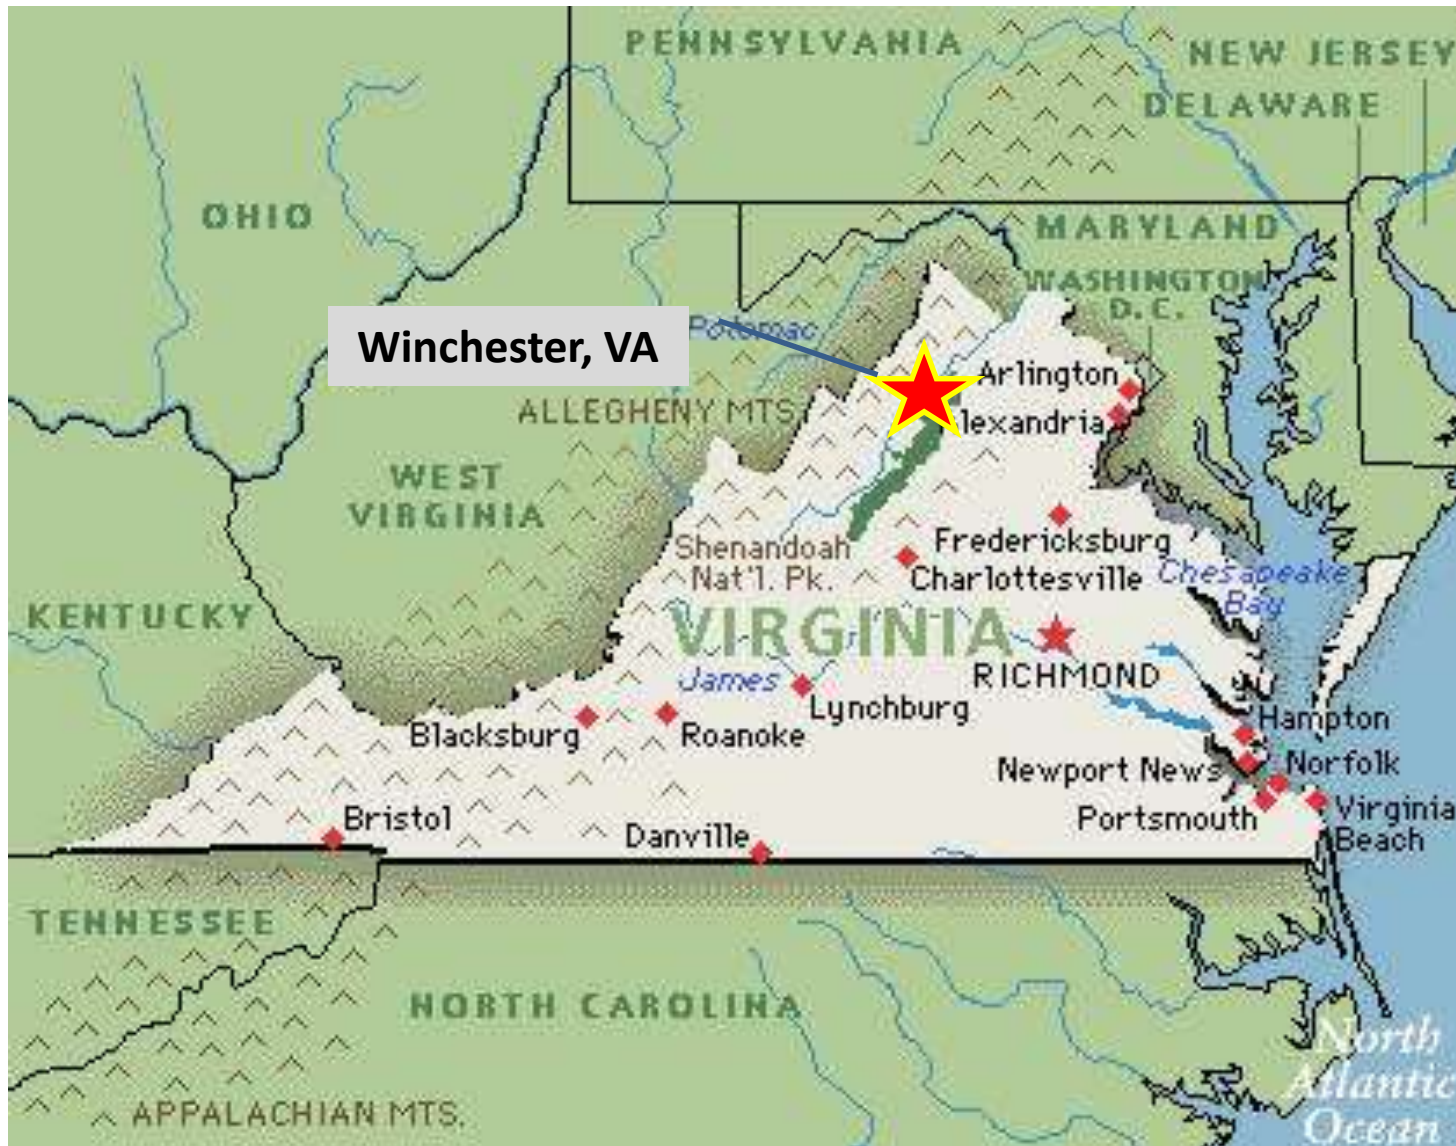 PENNSYLVANIA
NEW JERSEY
DELAWARE
OHIO
MARYLAND
WASHINGTON
D.C.
Potomac
Winchester, VA
Arlington
lexandria
ALLEGHENY MTS.
WEST
VIRGINIA
Shenandoah
Nat'l. Pk.
Fredericksburg
Charlottesville
Chesapeake
Bay
KENTUCKY
VIRGINIA
RICHMOND
James
Lynchburg
Blacksburg
Roanoke
Hampton
Newport News
Norfolk
Portsmouth
Virginia
Beach
Bristol
Danville
TENNESSEE
NORTH CAROLINA
North
Atlantic
Ocean
APPALACHIAN MTS.